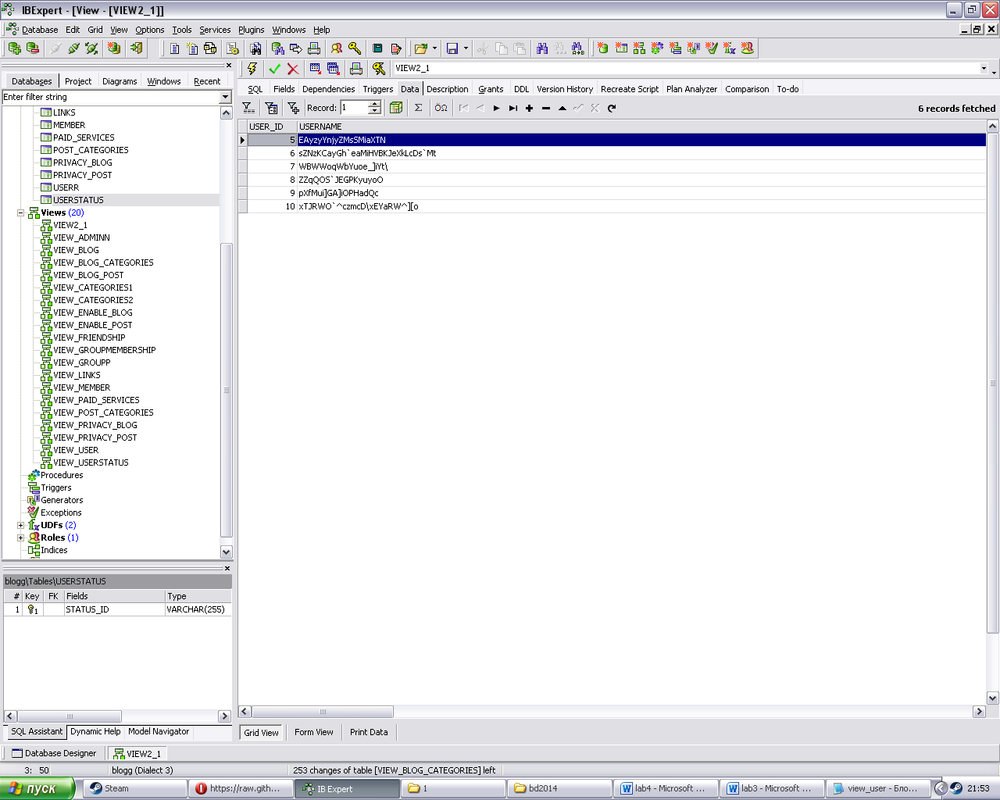 IBExpert - [View - [VIEW2_1]]
Database Edit Grid View Options Tools Services Plugins Windows Help
VIEW2_1
Databases Project Diagrams Windows Recent
Enter filter string
LINKS
MEMBER
PAID_SERVICES
POST_CATEGORIES
PRIVACY_BLOG
PRIVACY_POST
USERR
USERSTATUS
Views (20)
VIEW2_1
VIEW_ADMINN
VIEW_BLOG
VIEW_BLOG_CATEGORIES
VIEW_BLOG_POST
VIEW_CATEGORIES1
VIEW_CATEGORIES2
VIEW_ENABLE_BLOG
VIEW_ENABLE_POST
VIEW_FRIENDSHIP
VIEW_GROUPMEMBERSHIP
VIEW_GROUPP
VIEW_LINKS
VIEW_MEMBER
VIEW_PAID_SERVICES
VIEW_POST_CATEGORIES
VIEW_PRIVACY_BLOG
VIEW_PRIVACY_POST
VIEW_USER
VIEW_USERSTATUS
Procedures
Triggers
Generators
Exceptions
UDFs (2)
Roles (1)
Indices
SQL Fields Dependencies Triggers Data Description Grants DDL Version History Recreate Script Plan Analyzer Comparison To-do
Record: 1 6 records fetched
USER_ID USERNAME
5 EAyzyYnjyZMsSMiaXTN
6 sZNzKCayGh`eaMiHVBKJeXkLcDs`Mt
7 WBWWoqWbYuoe_]iYt\
8 ZZqQOS`JEGPKyuyoO
9 pXfMui]GA]iOPHadQc
10 xTJRWO`^czmcD\xEYaRW^][o
blogg\Tables\USERSTATUS
# Key FK Fields Type
1 1 STATUS_ID VARCHAR(255)
SQL Assistant Dynamic Help Model Navigator
Grid View Form View Print Data
Database Designer VIEW2_1
3: 50 blogg (Dialect 3) 253 changes of table [VIEW_BLOG_CATEGORIES] left
пуск Steam https://raw.gith... IB Expert 1 bd2014 lab4 - Microsoft ... lab3 - Microsoft ... view_user - Бло... 21:53